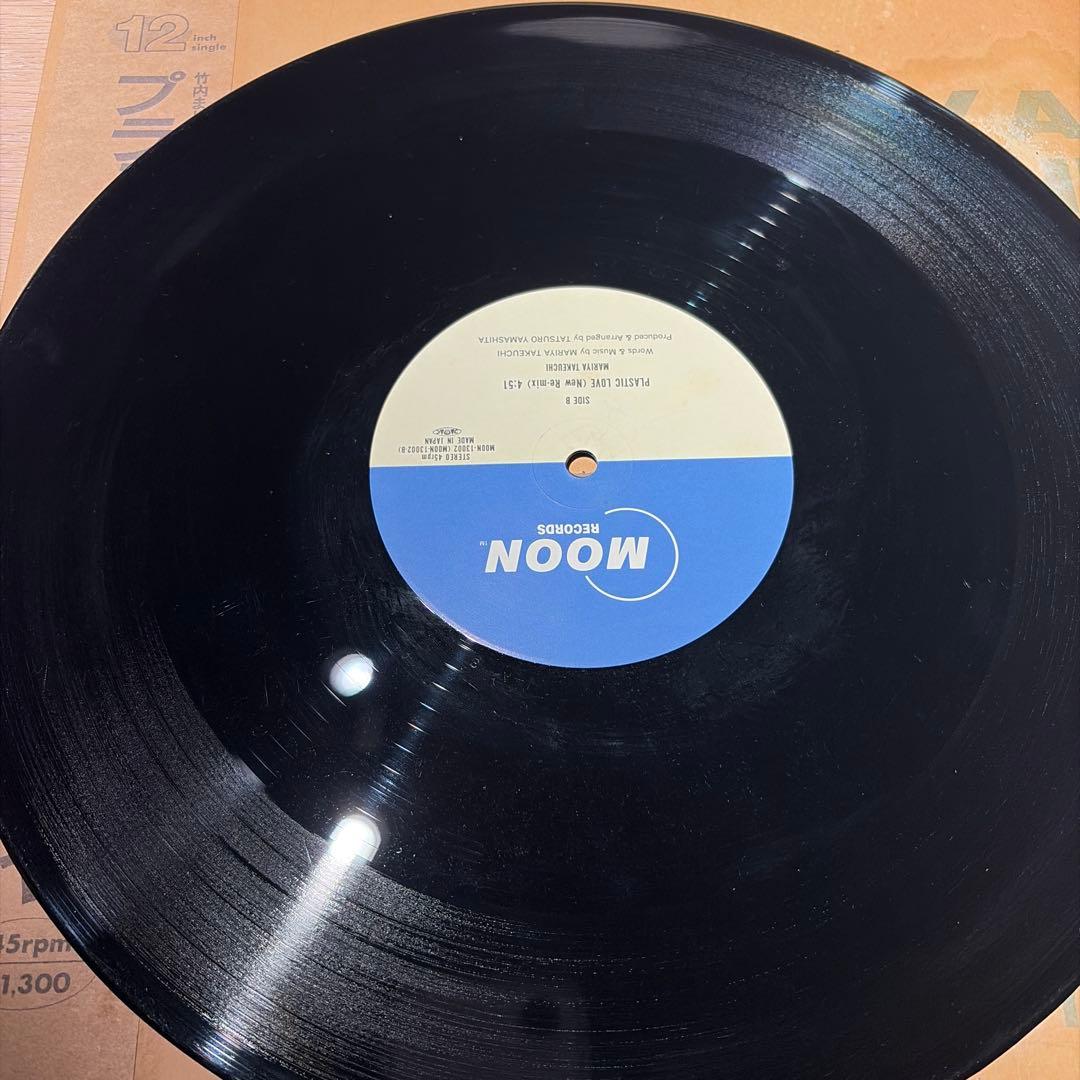 12 inch
single
竹内ま
プラ
45rpm
1,300
MOON™
RECORDS
STEREO 45rpm
MOON-13002 (MOON-13002-B)
MADE IN JAPAN
SIDE B
PLASTIC LOVE (New Re-mix) 4:51
MARIYA TAKEUCHI
Words & Music by MARIYA TAKEUCHI
Produced & Arranged by TATSURO YAMASHITA